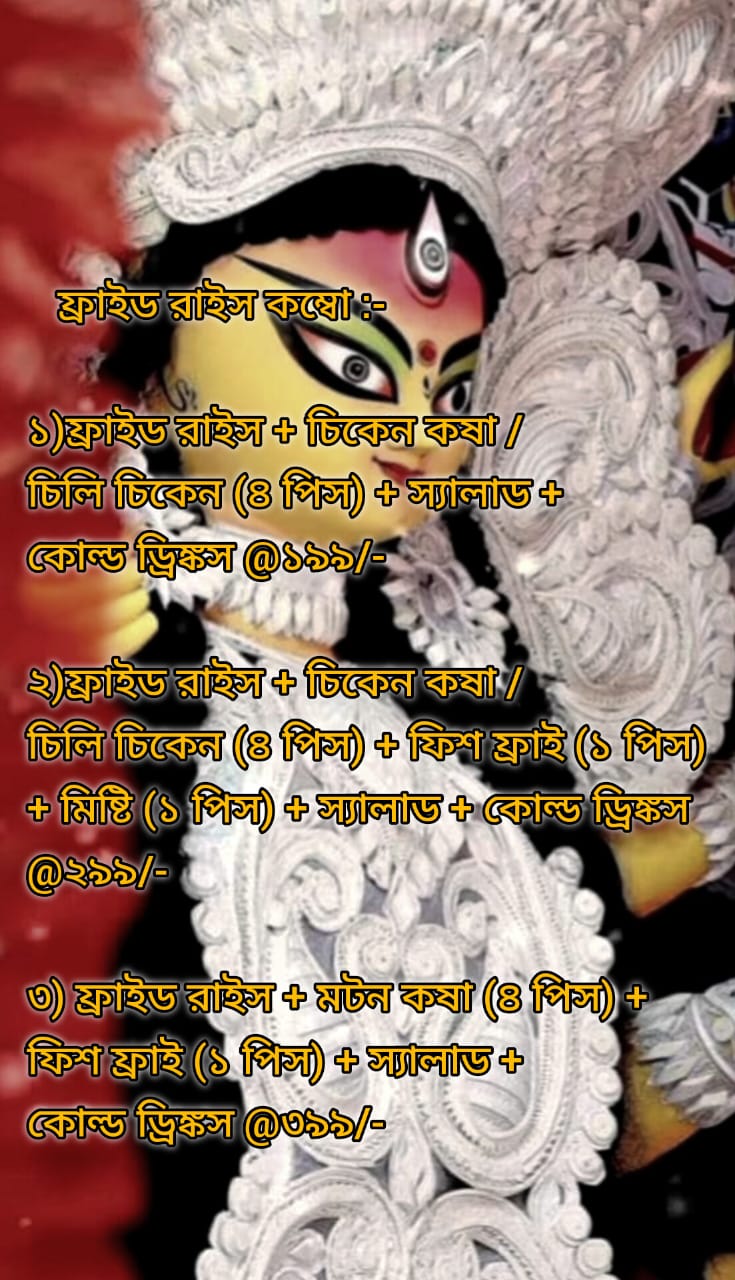 ফ্রাইড রাইস কম্বো :-
১)ফ্রাইড রাইস + চিকেন কষা /
চিলি চিকেন (৪ পিস) + স্যালাড +
কোল্ড ড্রিঙ্কস @১৯৯/-
২)ফ্রাইড রাইস + চিকেন কষা /
চিলি চিকেন (৪ পিস) + ফিশ ফ্রাই (১ পিস)
+ মিষ্টি (১ পিস) + স্যালাড + কোল্ড ড্রিঙ্কস
@২৯৯/-
৩) ফ্রাইড রাইস + মটন কষা (৪ পিস) +
ফিশ ফ্রাই (১ পিস) + স্যালাড +
কোল্ড ড্রিঙ্কস @৩৯৯/-